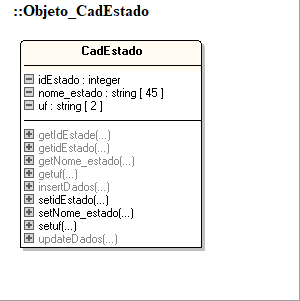 ::Objeto_CadEstado
CadEstado
idEstado : integer
nome_estado : string [ 45 ]
uf : string [ 2 ]
getIdEstade(...)
getidEstado(...)
getNome_estado(...)
getuf(...)
insertDados(...)
setidEstado(...)
setNome_estado(...)
setuf(...)
updateDados(...)